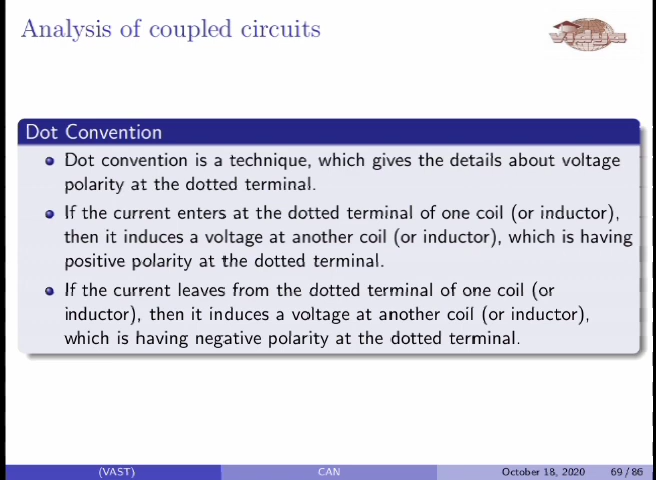 Analysis of coupled circuits
vidya
Dot Convention
Dot convention is a technique, which gives the details about voltage
polarity at the dotted terminal.
If the current enters at the dotted terminal of one coil (or inductor),
then it induces a voltage at another coil (or inductor), which is having
positive polarity at the dotted terminal.
If the current leaves from the dotted terminal of one coil (or
inductor), then it induces a voltage at another coil (or inductor),
which is having negative polarity at the dotted terminal.
(VAST) CAN October 18, 2020 69 / 86